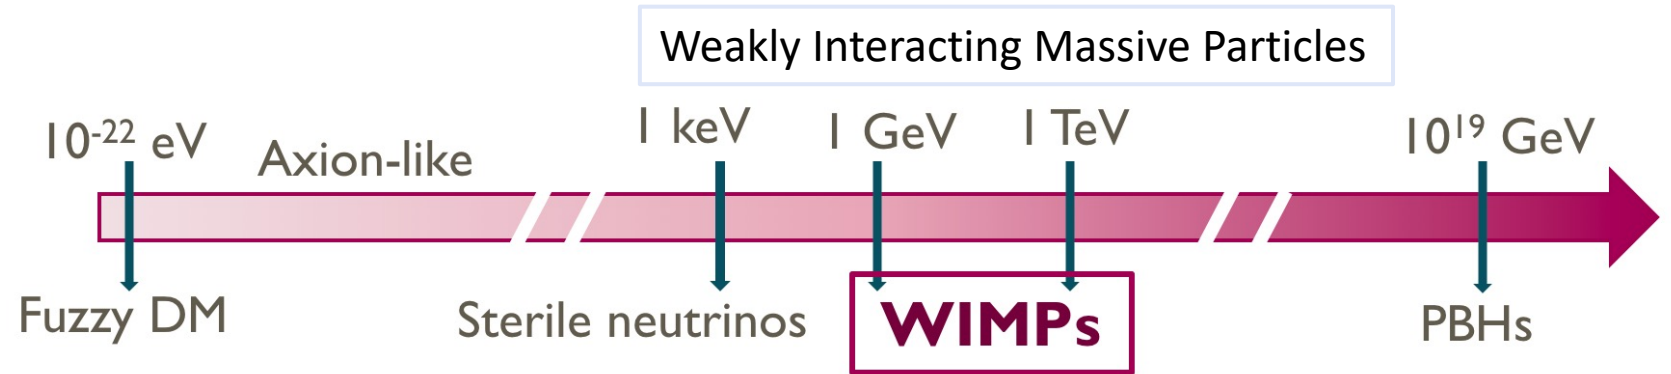 Weakly Interacting Massive Particles
10⁻²² eV
Axion-like
1 keV
1 GeV
1 TeV
10¹⁹ GeV
Fuzzy DM
Sterile neutrinos
WIMPs
PBHs